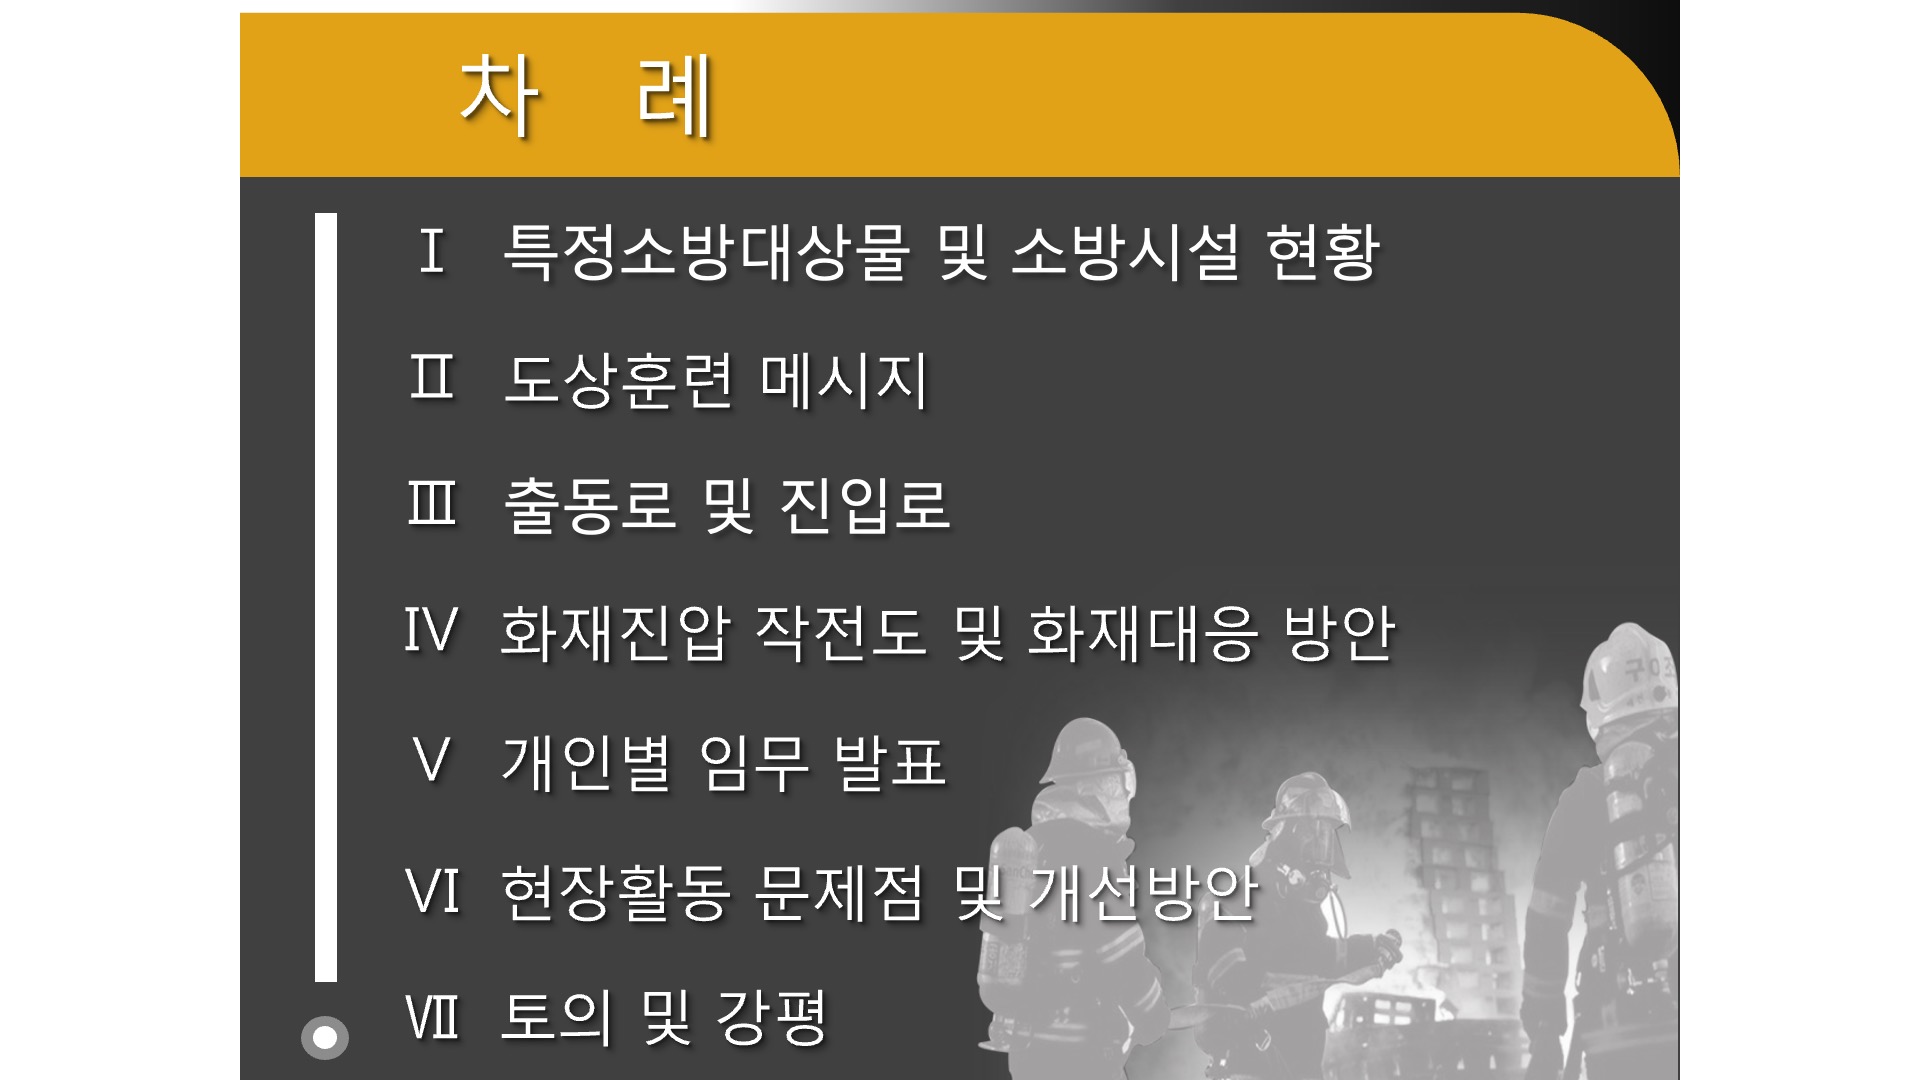 차 례
Ⅰ 특정소방대상물 및 소방시설 현황
Ⅱ 도상훈련 메시지
Ⅲ 출동로 및 진입로
Ⅳ 화재진압 작전도 및 화재대응 방안
Ⅴ 개인별 임무 발표
Ⅵ 현장활동 문제점 및 개선방안
Ⅶ 토의 및 강평